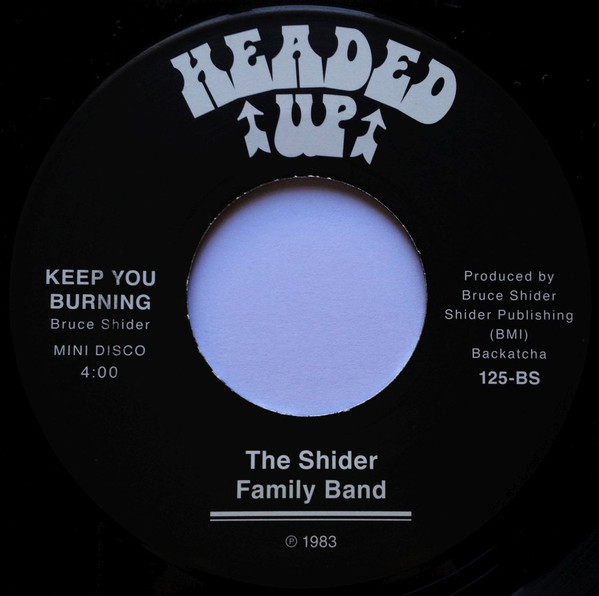 HEADED
UP
KEEP YOU
BURNING
Bruce Shider
MINI DISCO
4:00
Produced by
Bruce Shider
Shider Publishing
(BMI)
Backatcha
125-BS
The Shider
Family Band
℗ 1983